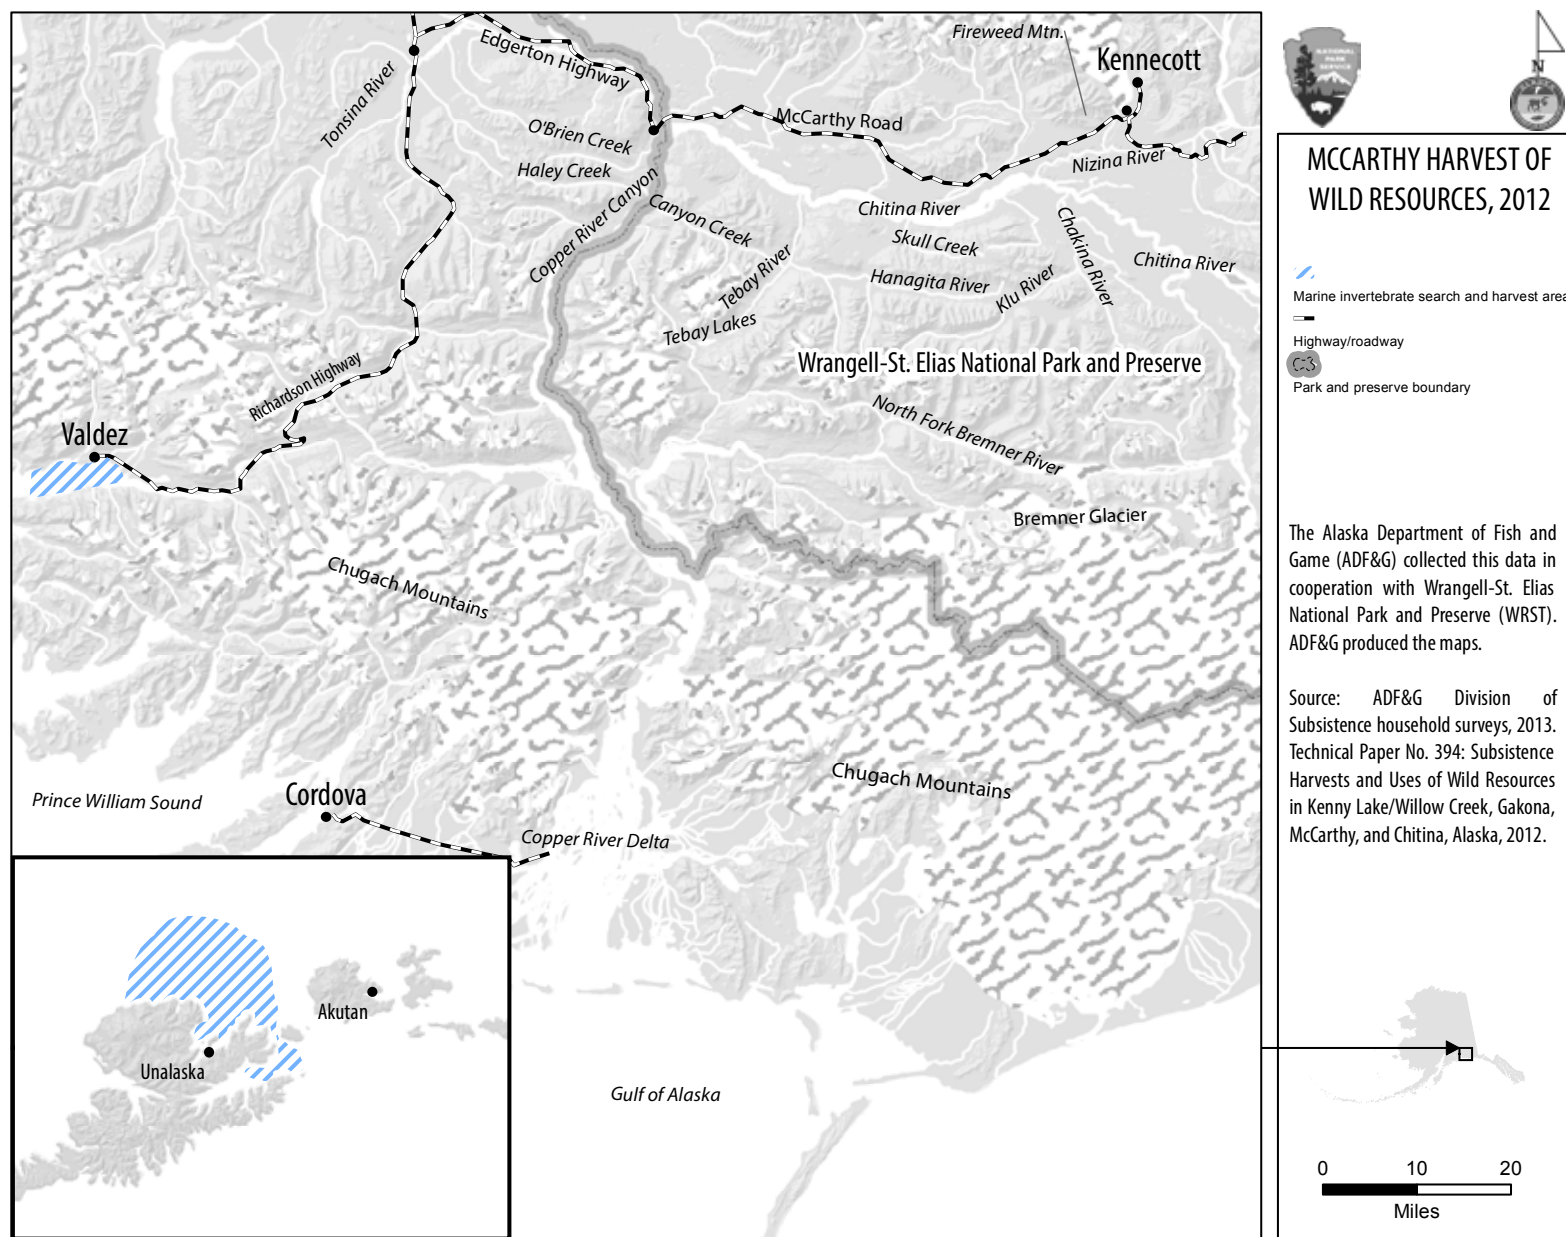 Fireweed Mtn.
Kennecott
Edgerton Highway
Tonsina River
O'Brien Creek
McCarthy Road
Haley Creek
Nizina River
Copper River Canyon
Canyon Creek
Chitina River
Skull Creek
Chakina River
Chitina River
Tebay River
Hanagita River
Klu River
Tebay Lakes
Wrangell-St. Elias National Park and Preserve
Richardson Highway
North Fork Bremner River
Valdez
Bremner Glacier
Chugach Mountains
Chugach Mountains
Prince William Sound
Cordova
Copper River Delta
Akutan
Unalaska
Gulf of Alaska
NATIONAL
PARK
SERVICE
N
MCCARTHY HARVEST OF
WILD RESOURCES, 2012
Marine invertebrate search and harvest area
Highway/roadway
Park and preserve boundary
The Alaska Department of Fish and
Game (ADF&G) collected this data in
cooperation with Wrangell-St. Elias
National Park and Preserve (WRST).
ADF&G produced the maps.
Source: ADF&G Division of
Subsistence household surveys, 2013.
Technical Paper No. 394: Subsistence
Harvests and Uses of Wild Resources
in Kenny Lake/Willow Creek, Gakona,
McCarthy, and Chitina, Alaska, 2012.
0 10 20
Miles